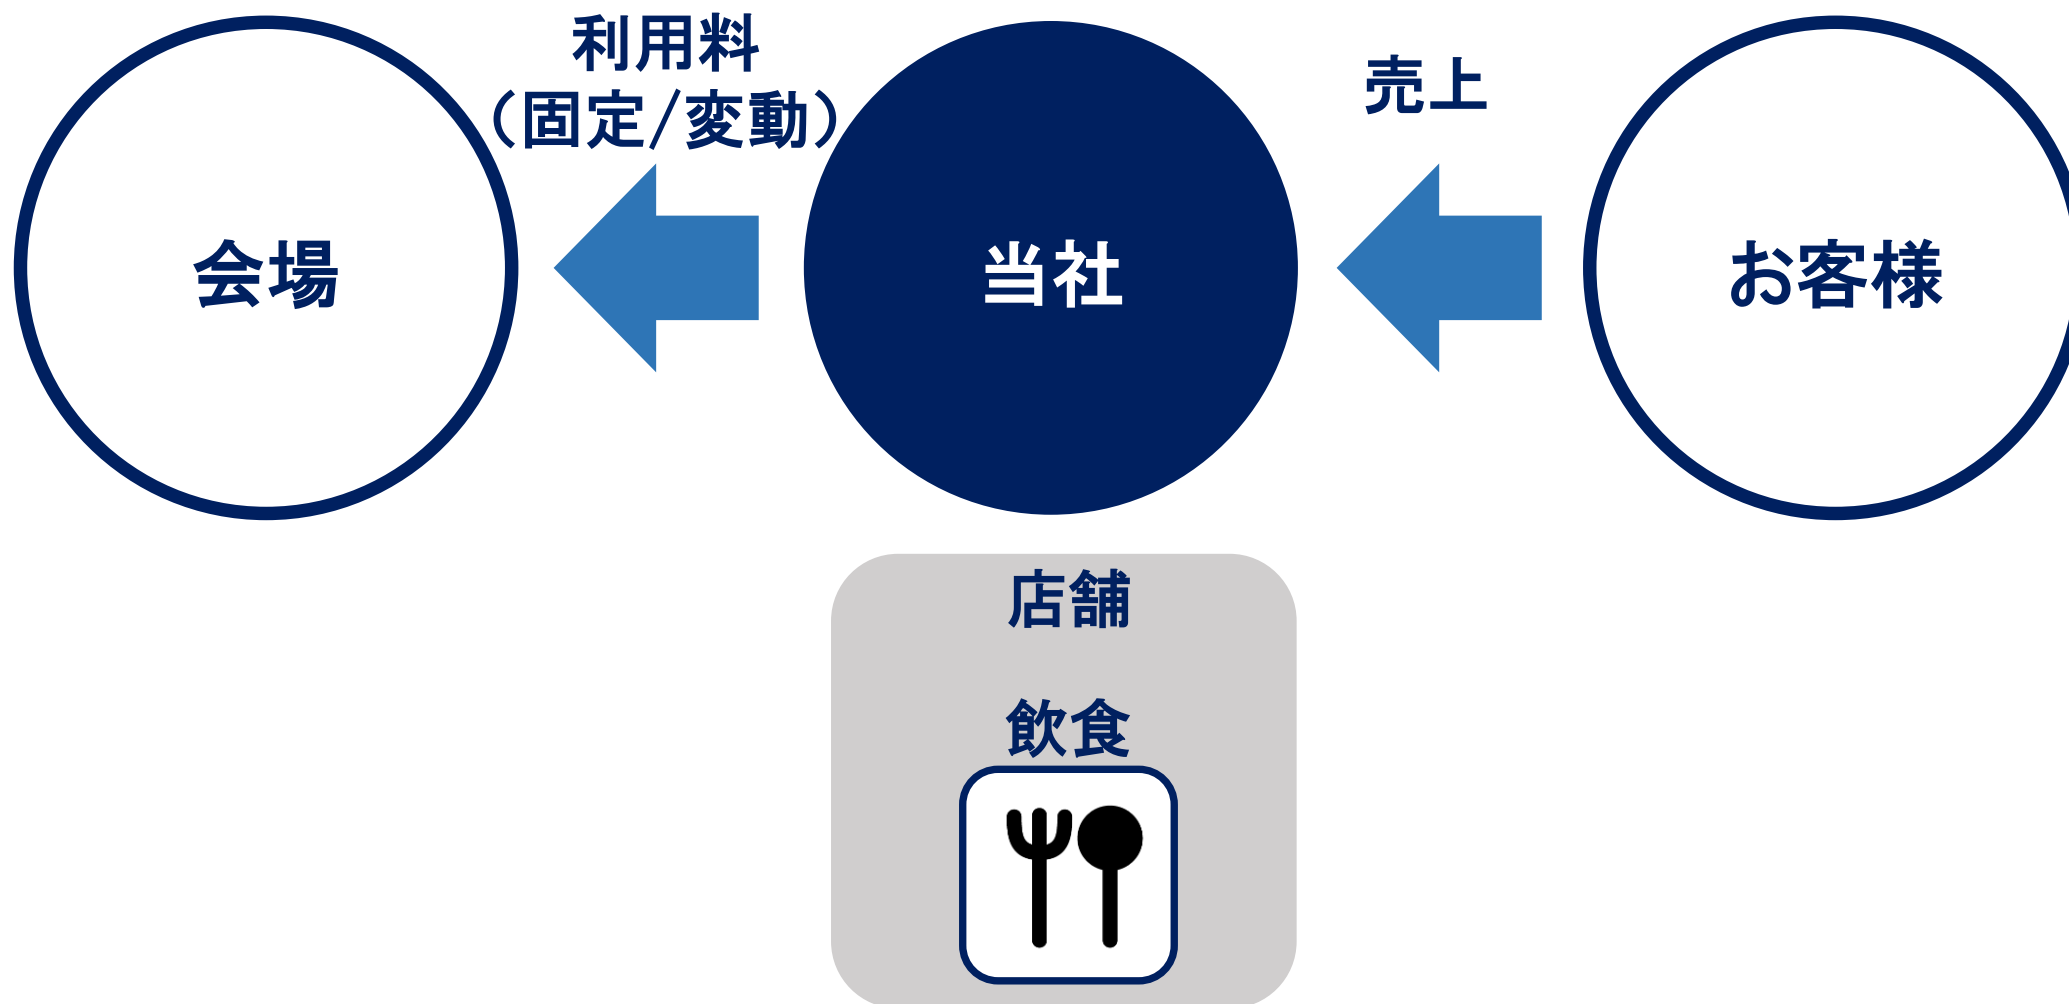 利用料
（固定/変動）
売上
会場
当社
お客様
店舗
飲食